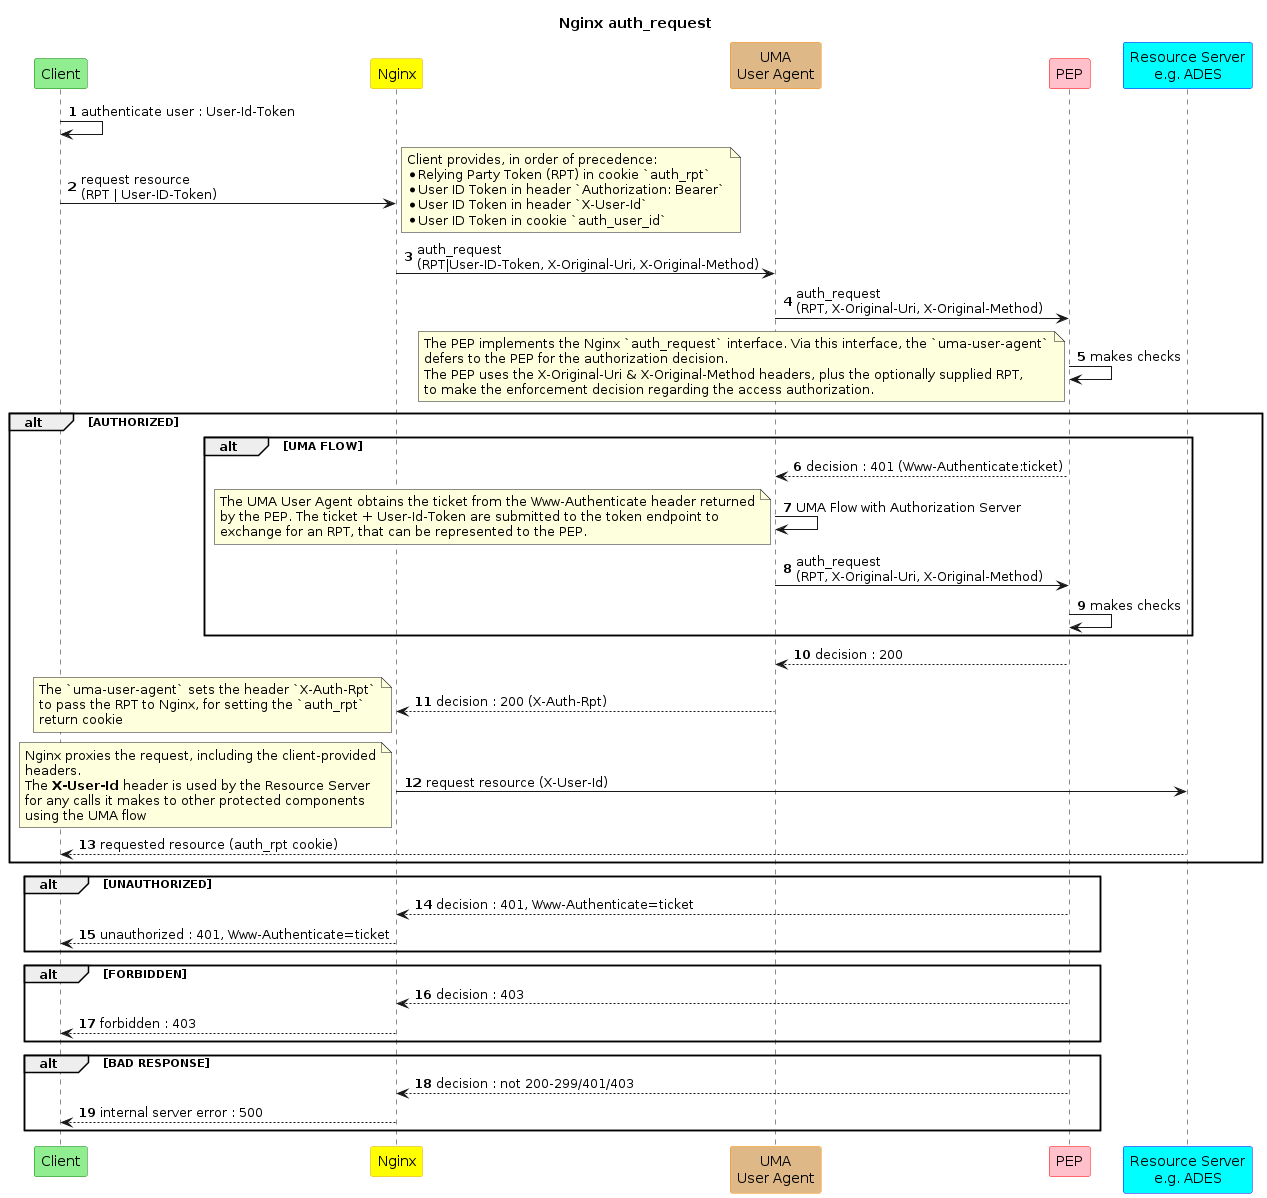 Nginx auth_request
Client
Nginx
UMA
User Agent
PEP
Resource Server
e.g. ADES
1 authenticate user : User-Id-Token
2 request resource
(RPT | User-ID-Token)
Client provides, in order of precedence:
• Relying Party Token (RPT) in cookie `auth_rpt`
• User ID Token in header `Authorization: Bearer`
• User ID Token in header `X-User-Id`
• User ID Token in cookie `auth_user_id`
3 auth_request
(RPT|User-ID-Token, X-Original-Uri, X-Original-Method)
4 auth_request
(RPT, X-Original-Uri, X-Original-Method)
The PEP implements the Nginx `auth_request` interface. Via this interface, the `uma-user-agent`
defers to the PEP for the authorization decision.
The PEP uses the X-Original-Uri & X-Original-Method headers, plus the optionally supplied RPT,
to make the enforcement decision regarding the access authorization.
5 makes checks
alt [AUTHORIZED]
alt [UMA FLOW]
6 decision : 401 (Www-Authenticate:ticket)
The UMA User Agent obtains the ticket from the Www-Authenticate header returned
by the PEP. The ticket + User-Id-Token are submitted to the token endpoint to
exchange for an RPT, that can be represented to the PEP.
7 UMA Flow with Authorization Server
8 auth_request
(RPT, X-Original-Uri, X-Original-Method)
9 makes checks
10 decision : 200
The `uma-user-agent` sets the header `X-Auth-Rpt`
to pass the RPT to Nginx, for setting the `auth_rpt`
return cookie
11 decision : 200 (X-Auth-Rpt)
Nginx proxies the request, including the client-provided
headers.
The X-User-Id header is used by the Resource Server
for any calls it makes to other protected components
using the UMA flow
12 request resource (X-User-Id)
13 requested resource (auth_rpt cookie)
alt [UNAUTHORIZED]
14 decision : 401, Www-Authenticate=ticket
15 unauthorized : 401, Www-Authenticate=ticket
alt [FORBIDDEN]
16 decision : 403
17 forbidden : 403
alt [BAD RESPONSE]
18 decision : not 200-299/401/403
19 internal server error : 500
Client
Nginx
UMA
User Agent
PEP
Resource Server
e.g. ADES